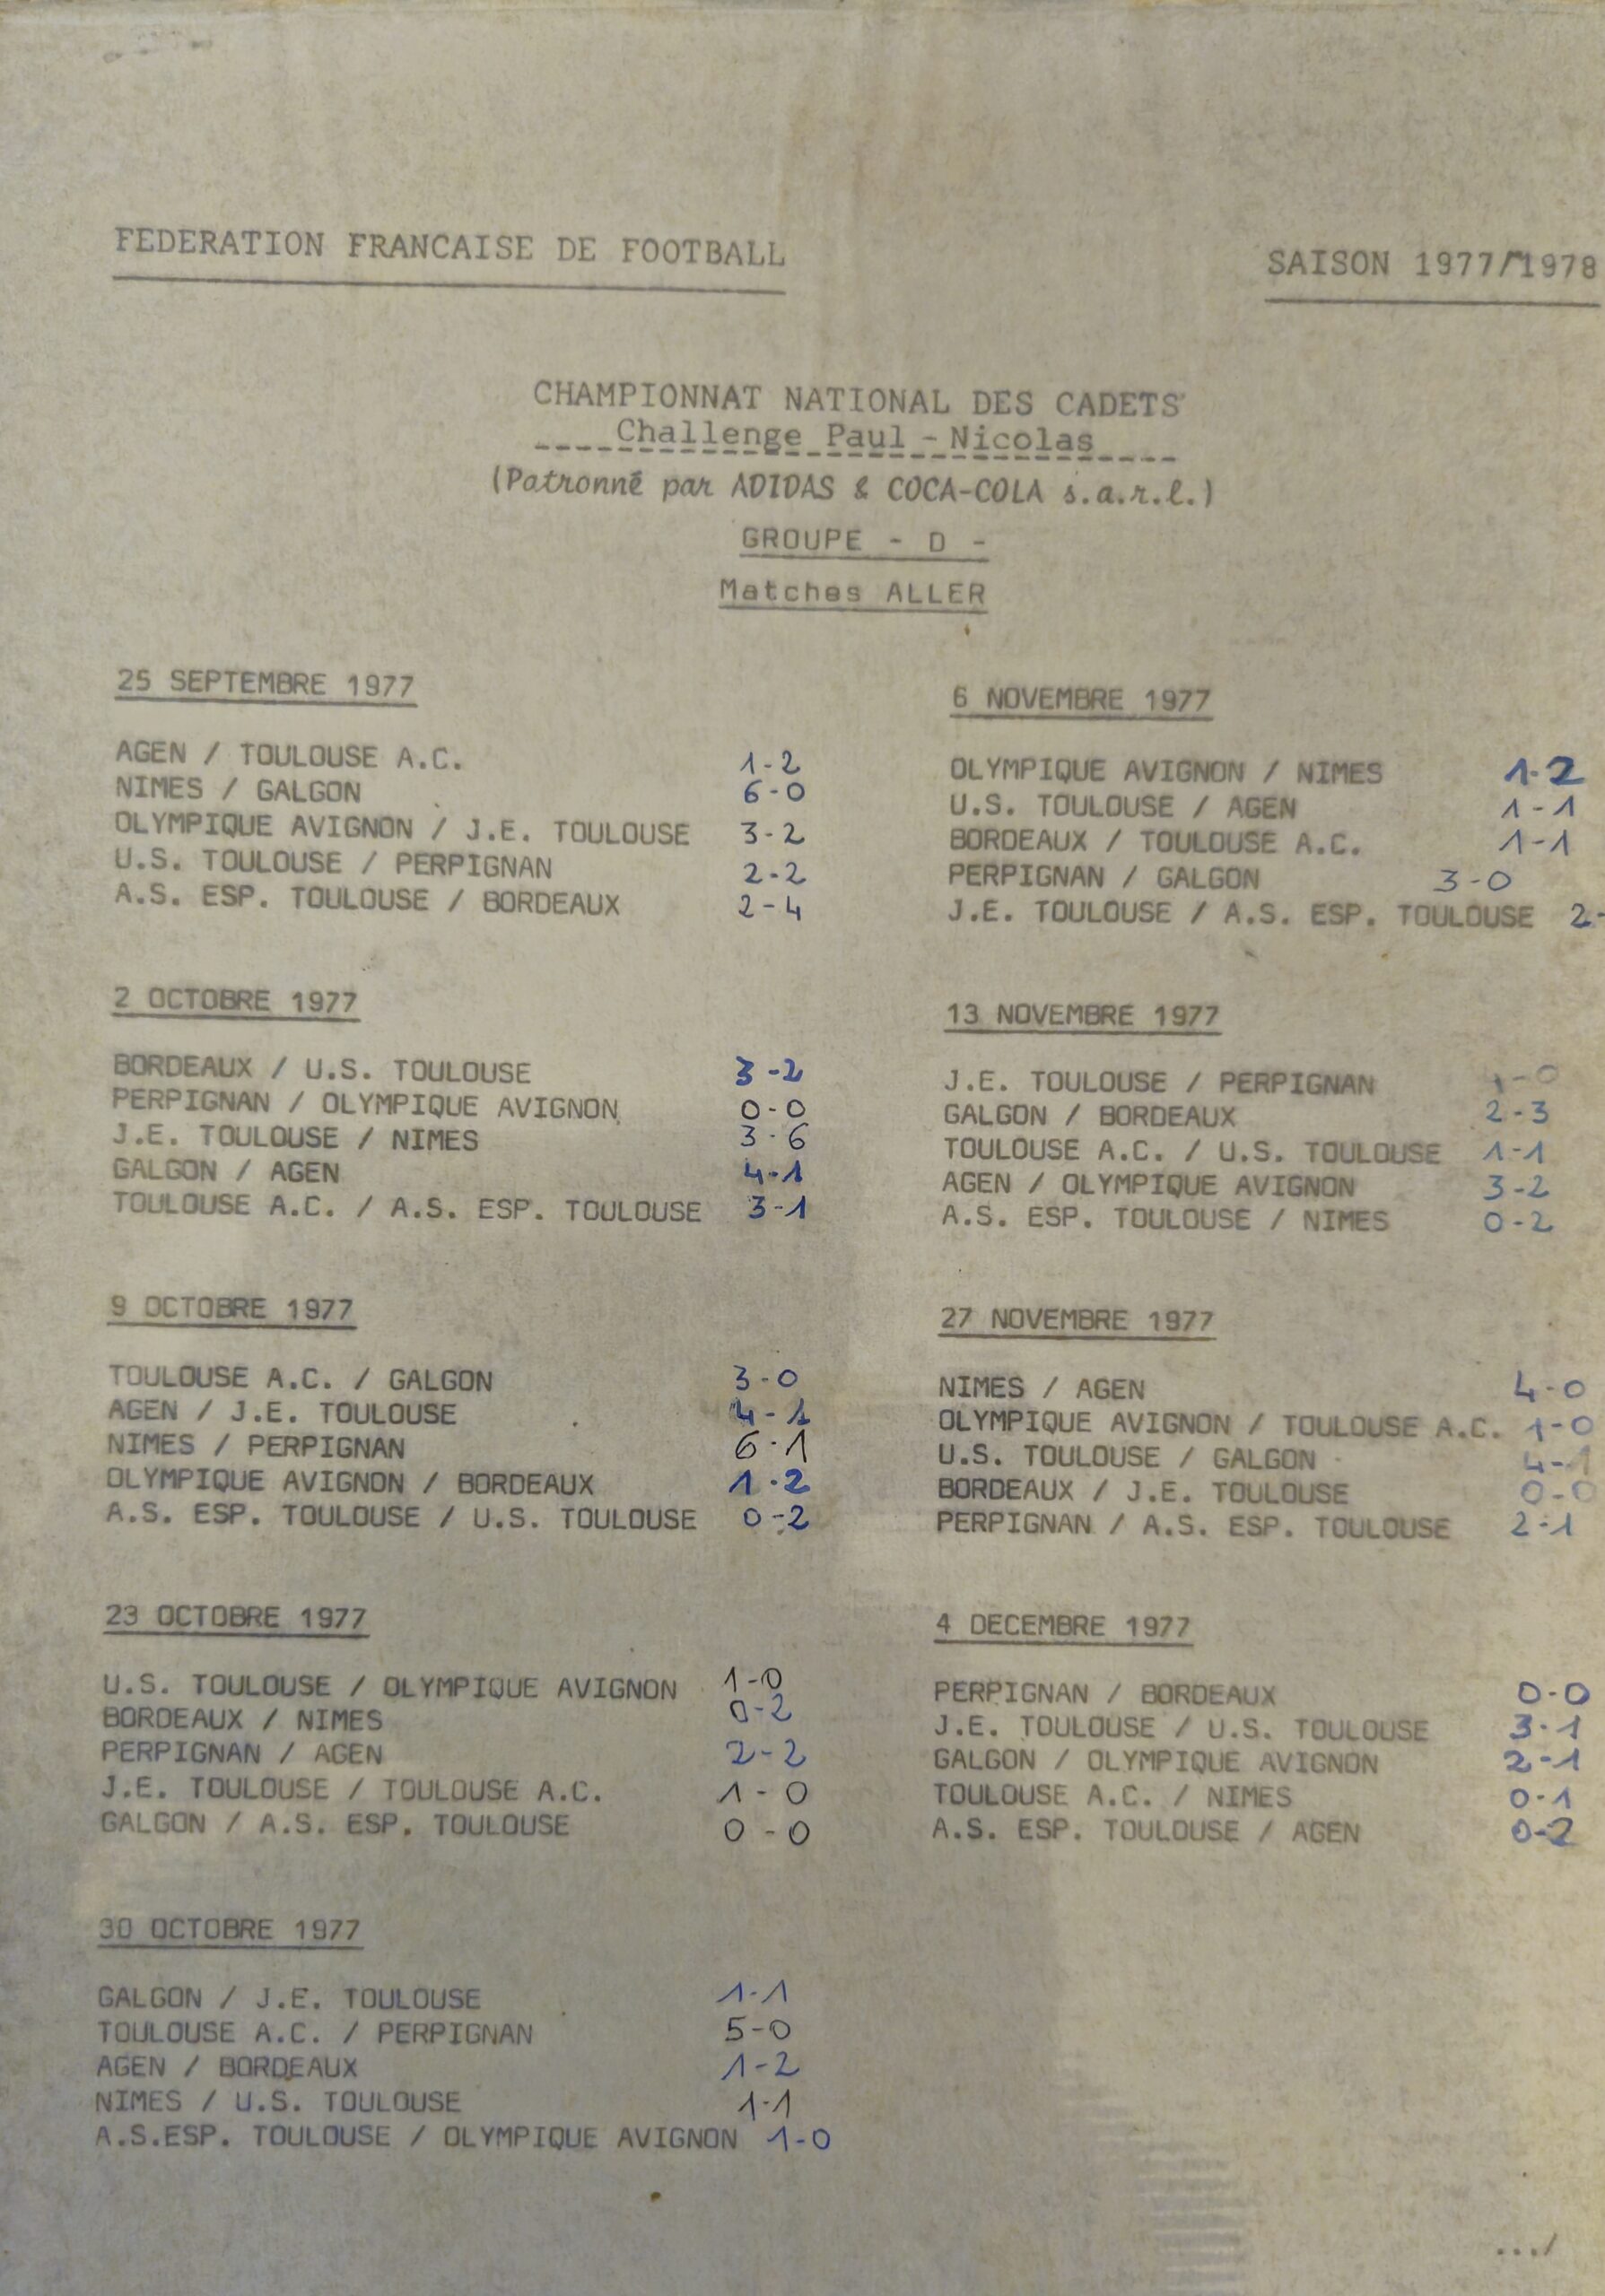 FEDERATION FRANCAISE DE FOOTBALL
SAISON 1977/1978
CHAMPIONNAT NATIONAL DES CADETS
Challenge Paul-Nicolas
(Patronné par ADIDAS & COCA-COLA s.a.r.l.)
GROUPE - D -
Matches ALLER
25 SEPTEMBRE 1977
AGEN / TOULOUSE A.C. 1-2
NIMES / GALGON 6-0
OLYMPIQUE AVIGNON / J.E. TOULOUSE 3-2
U.S. TOULOUSE / PERPIGNAN 2-2
A.S. ESP. TOULOUSE / BORDEAUX 2-4
2 OCTOBRE 1977
BORDEAUX / U.S. TOULOUSE 3-2
PERPIGNAN / OLYMPIQUE AVIGNON 0-0
J.E. TOULOUSE / NIMES 3-6
GALGON / AGEN 4-1
TOULOUSE A.C. / A.S. ESP. TOULOUSE 3-1
9 OCTOBRE 1977
TOULOUSE A.C. / GALGON 3-0
AGEN / J.E. TOULOUSE 4-1
NIMES / PERPIGNAN 6-1
OLYMPIQUE AVIGNON / BORDEAUX 1-2
A.S. ESP. TOULOUSE / U.S. TOULOUSE 0-2
23 OCTOBRE 1977
U.S. TOULOUSE / OLYMPIQUE AVIGNON 1-0
BORDEAUX / NIMES 0-2
PERPIGNAN / AGEN 2-2
J.E. TOULOUSE / TOULOUSE A.C. 1-0
GALGON / A.S. ESP. TOULOUSE 0-0
30 OCTOBRE 1977
GALGON / J.E. TOULOUSE 1-1
TOULOUSE A.C. / PERPIGNAN 5-0
AGEN / BORDEAUX 1-2
NIMES / U.S. TOULOUSE 1-1
A.S.ESP. TOULOUSE / OLYMPIQUE AVIGNON 1-0
6 NOVEMBRE 1977
OLYMPIQUE AVIGNON / NIMES 1-2
U.S. TOULOUSE / AGEN 1-1
BORDEAUX / TOULOUSE A.C. 1-1
PERPIGNAN / GALGON 3-0
J.E. TOULOUSE / A.S. ESP. TOULOUSE 2-
13 NOVEMBRE 1977
J.E. TOULOUSE / PERPIGNAN
GALGON / BORDEAUX 2-3
TOULOUSE A.C. / U.S. TOULOUSE 1-1
AGEN / OLYMPIQUE AVIGNON 3-2
A.S. ESP. TOULOUSE / NIMES 0-2
27 NOVEMBRE 1977
NIMES / AGEN 4-0
OLYMPIQUE AVIGNON / TOULOUSE A.C. 1-0
U.S. TOULOUSE / GALGON 4-1
BORDEAUX / J.E. TOULOUSE 0-0
PERPIGNAN / A.S. ESP. TOULOUSE 2-1
4 DECEMBRE 1977
PERPIGNAN / BORDEAUX 0-0
J.E. TOULOUSE / U.S. TOULOUSE 3-1
GALGON / OLYMPIQUE AVIGNON 2-1
TOULOUSE A.C. / NIMES 0-1
A.S. ESP. TOULOUSE / AGEN 0-2
.../